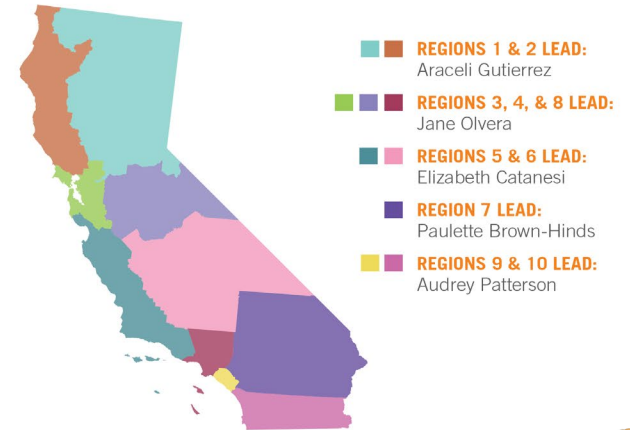 REGIONS 1 & 2 LEAD:
Araceli Gutierrez
REGIONS 3, 4, & 8 LEAD:
Jane Olvera
REGIONS 5 & 6 LEAD:
Elizabeth Catanesi
REGION 7 LEAD:
Paulette Brown-Hinds
REGIONS 9 & 10 LEAD:
Audrey Patterson